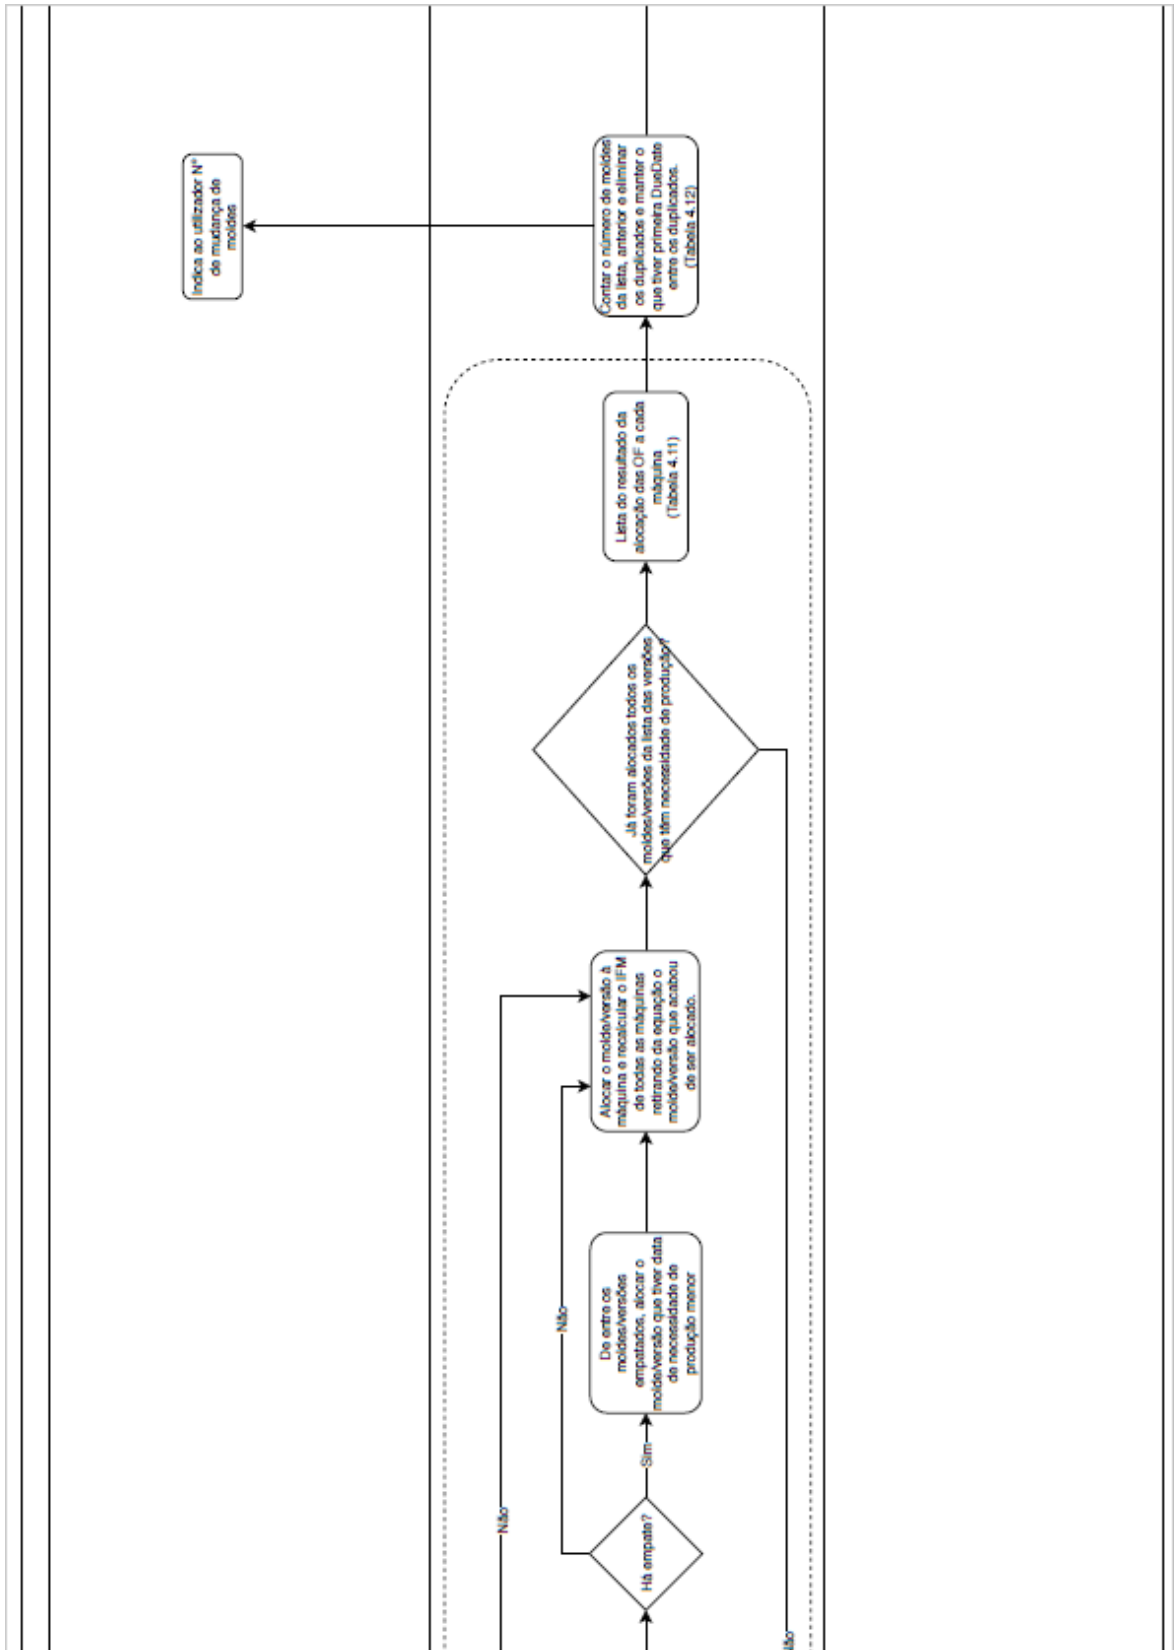 Há empate?
Sim
Não
Não
De entre os
moldes/versões
empatados, alocar o
molde/versão que tiver data
de necessidade de
produção menor
Alocar o molde/versão à
máquina e recalcular o IFM
de todas as máquinas
retirando da equação o
molde/versão que acabou
de ser alocado.
Já foram alocados todos os
moldes/versões da lista das versões
que têm necessidade de produção?
Não
Lista do resultado da
alocação das OF a cada
máquina
(Tabela 4.11)
Contar o número de moldes
da lista, anterior e eliminar
os duplicados e manter o
que tiver primeira DueDate
entre os duplicados.
(Tabela 4.12)
Indica ao utilizador Nº
de mudança de
moldes